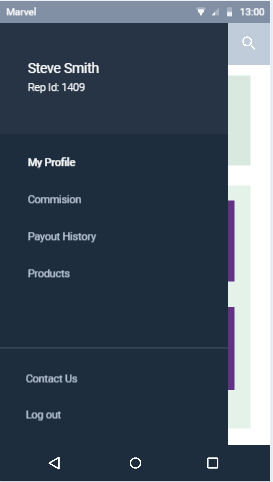 Marvel
13:00
Steve Smith
Rep Id: 1409
My Profile
Commision
Payout History
Products
Contact Us
Log out